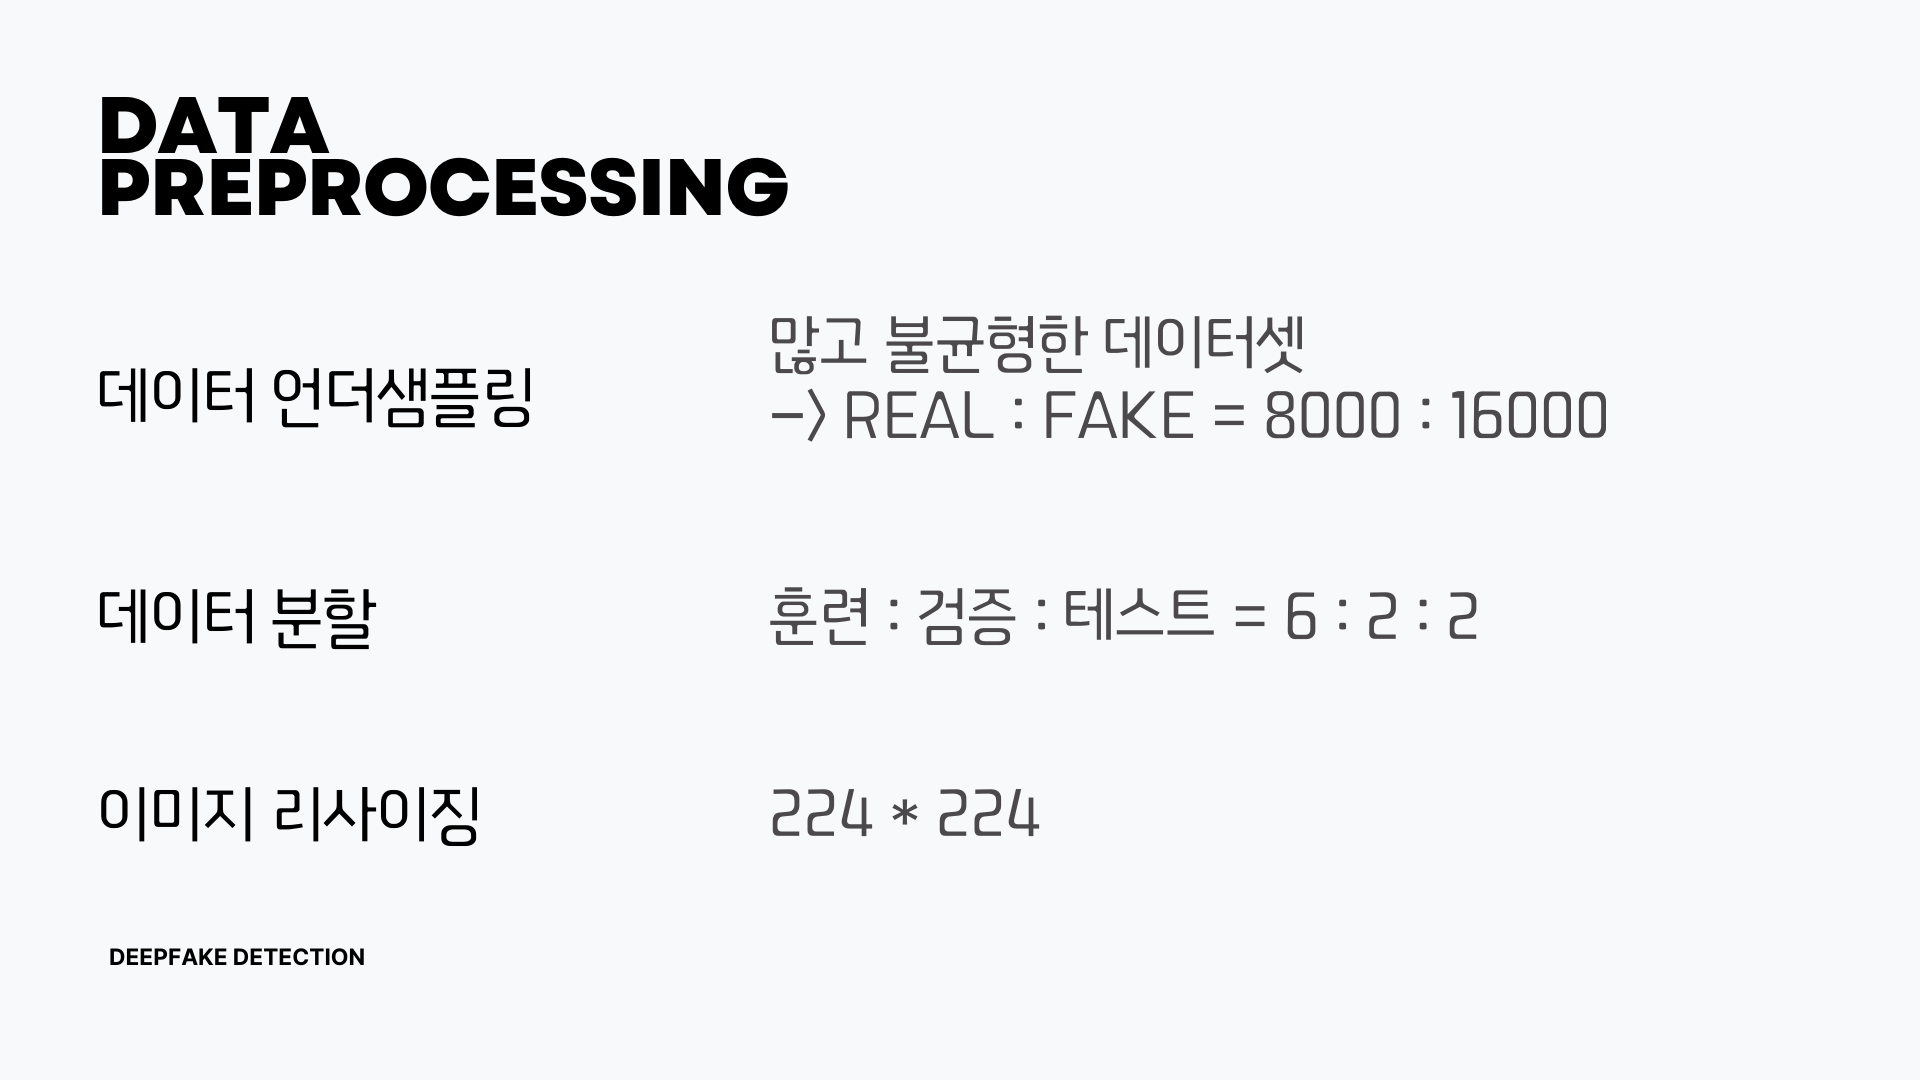 DATA
PREPROCESSING
데이터 언더샘플링
많고 불균형한 데이터셋
-> REAL : FAKE = 8000 : 16000
데이터 분할
훈련 : 검증 : 테스트 = 6 : 2 : 2
이미지 리사이징
224 * 224
DEEPFAKE DETECTION